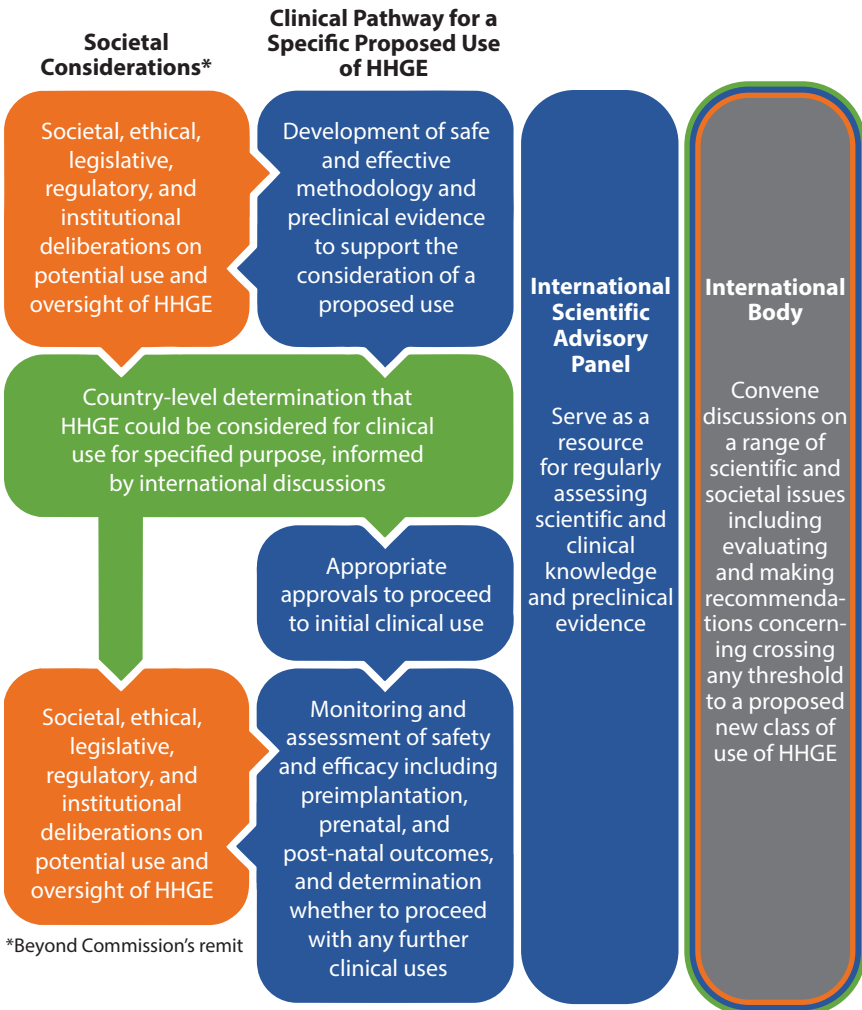 Societal
Considerations*
Clinical Pathway for a
Specific Proposed Use
of HHGE
Societal, ethical,
legislative,
regulatory, and
institutional
deliberations on
potential use and
oversight of HHGE
Development of safe
and effective
methodology and
preclinical evidence
to support the
consideration of a
proposed use
Country-level determination that
HHGE could be considered for clinical
use for specified purpose, informed
by international discussions
Appropriate
approvals to proceed
to initial clinical use
Societal, ethical,
legislative,
regulatory, and
institutional
deliberations on
potential use and
oversight of HHGE
Monitoring and
assessment of safety
and efficacy including
preimplantation,
prenatal, and
post-natal outcomes,
and determination
whether to proceed
with any further
clinical uses
*Beyond Commission's remit
International
Scientific
Advisory
Panel
Serve as a
resource
for regularly
assessing
scientific and
clinical
knowledge
and preclinical
evidence
International
Body
Convene
discussions on
a range of
scientific and
societal issues
including
evaluating
and making
recommenda-
tions concern-
ing crossing
any threshold
to a proposed
new class of
use of HHGE